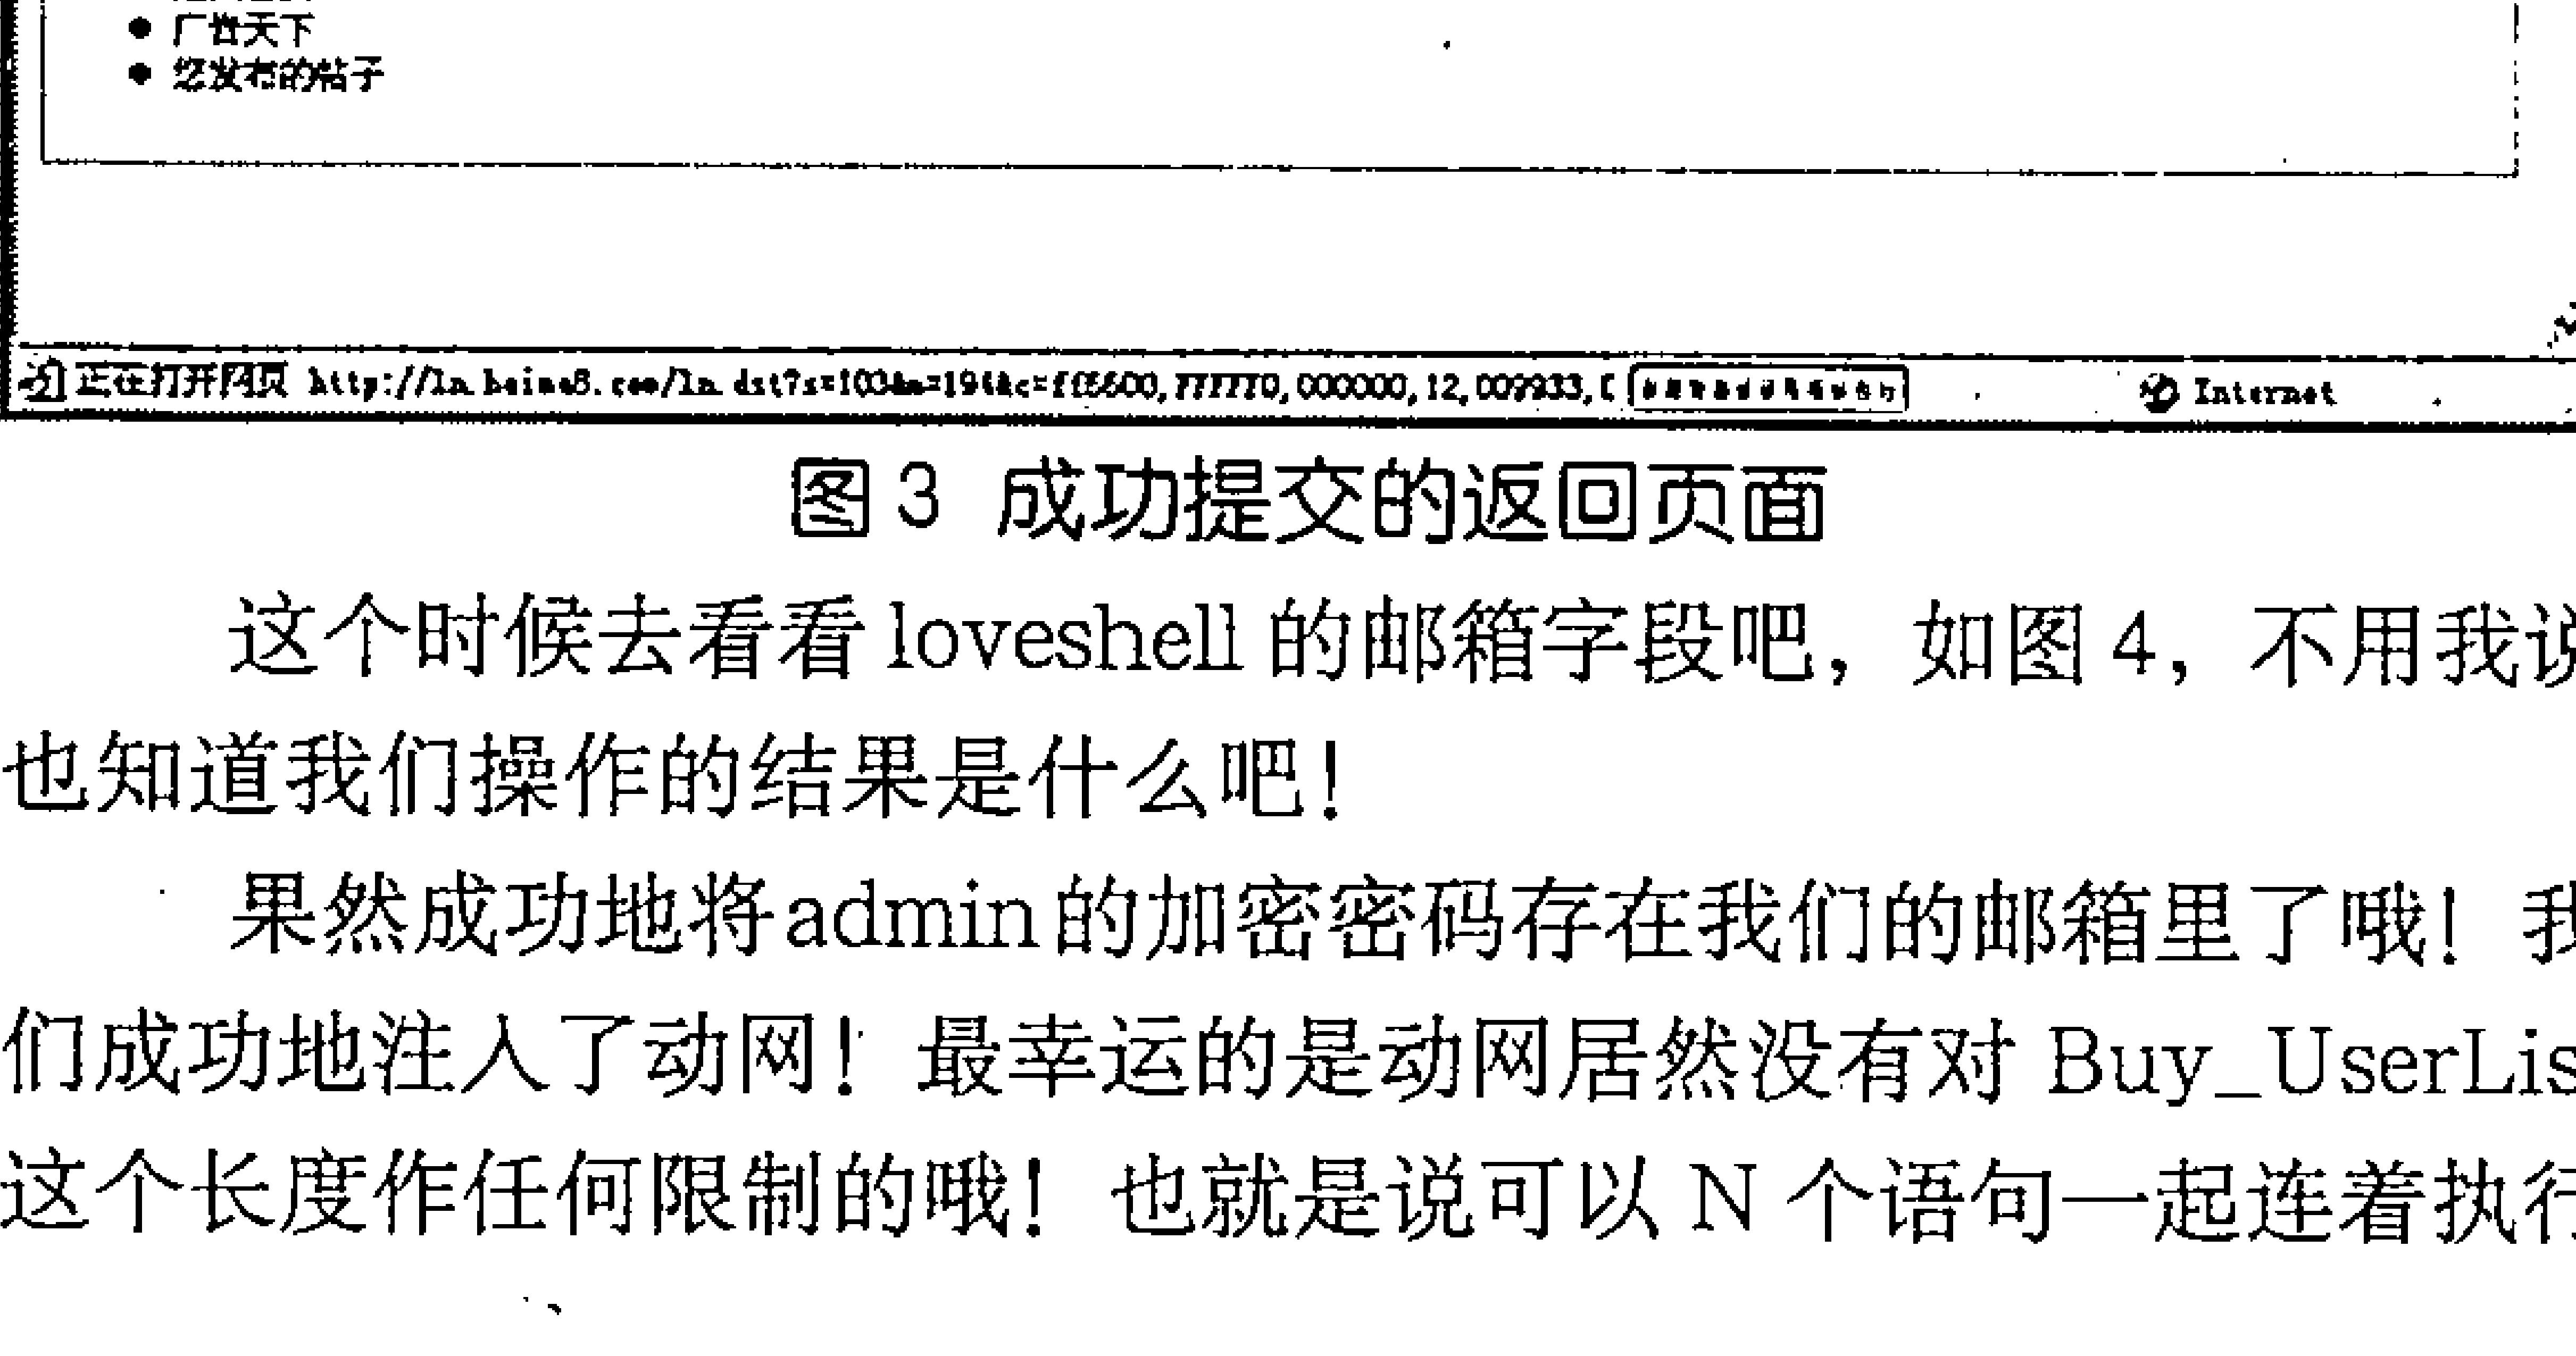 ● 广告天下
● 您发布的帖子
正在打开网页 Internet
图3 成功提交的返回页面
这个时候去看看 loveshell 的邮箱字段吧，如图 4，不用我说
也知道我们操作的结果是什么吧！
果然成功地将admin的加密密码存在我们的邮箱里了哦！我
们成功地注入了动网！最幸运的是动网居然没有对 Buy_UserLis
这个长度作任何限制的哦！也就是说可以 N 个语句一起连着执行